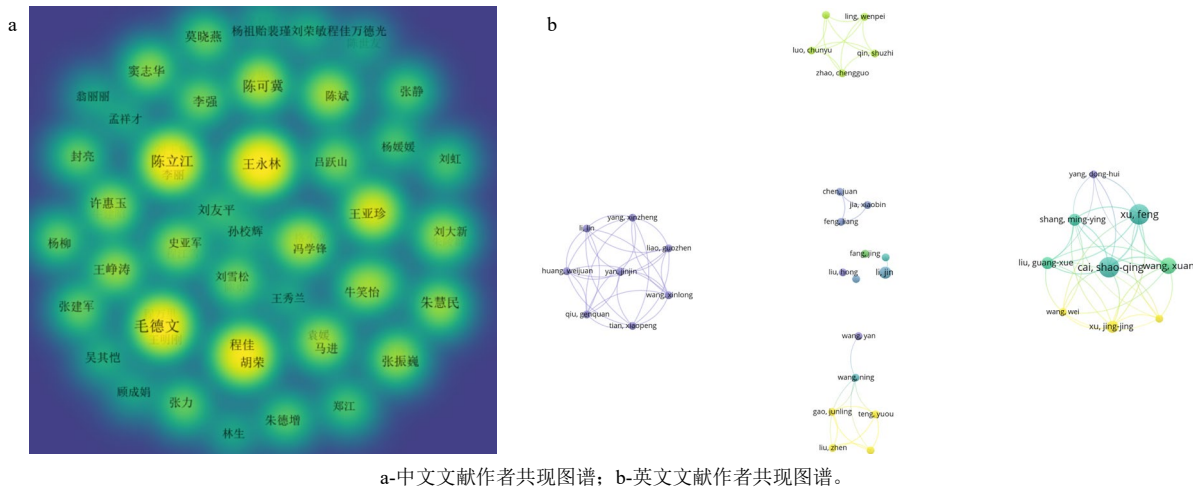 a
b
莫晓燕
杨祖贻裴瑾刘荣敏程佳万德光
窦志华
陈可冀
翁丽丽
李强
陈斌
张静
孟祥才
杨媛媛
封亮
陈立江
李丽
王永林
吕跃山
刘虹
许惠玉
刘友平
王亚珍
杨柳
史亚军
孙校辉
冯学锋
刘大新
王峥涛
刘雪松
牛笑怡
张建军
王秀兰
朱慧民
毛德文
吴其恺
程佳
胡荣
袁媛
马进
张振巍
顾成娟
张力
郑江
朱德增
林生
ling, wenpei
luo, chunyu
qin, shuzhi
zhao, chengguo
chen, juan
jia, xiaobin
feng, liang
fang, jing
liu, hong
li, jin
yang, xinzheng
li, jin
liao, guozhen
huang, weijuan
yan, jinjin
wang, xinlong
qiu, genquan
tian, xiaopeng
wang, yan
wang, ning
gao, junling
teng, yuou
liu, zhen
yang, dong-hui
shang, ming-ying
xu, feng
liu, guang-xue
cai, shao-qing
wang, xuan
wang, wei
xu, jing-jing
a-中文文献作者共现图谱；b-英文文献作者共现图谱。